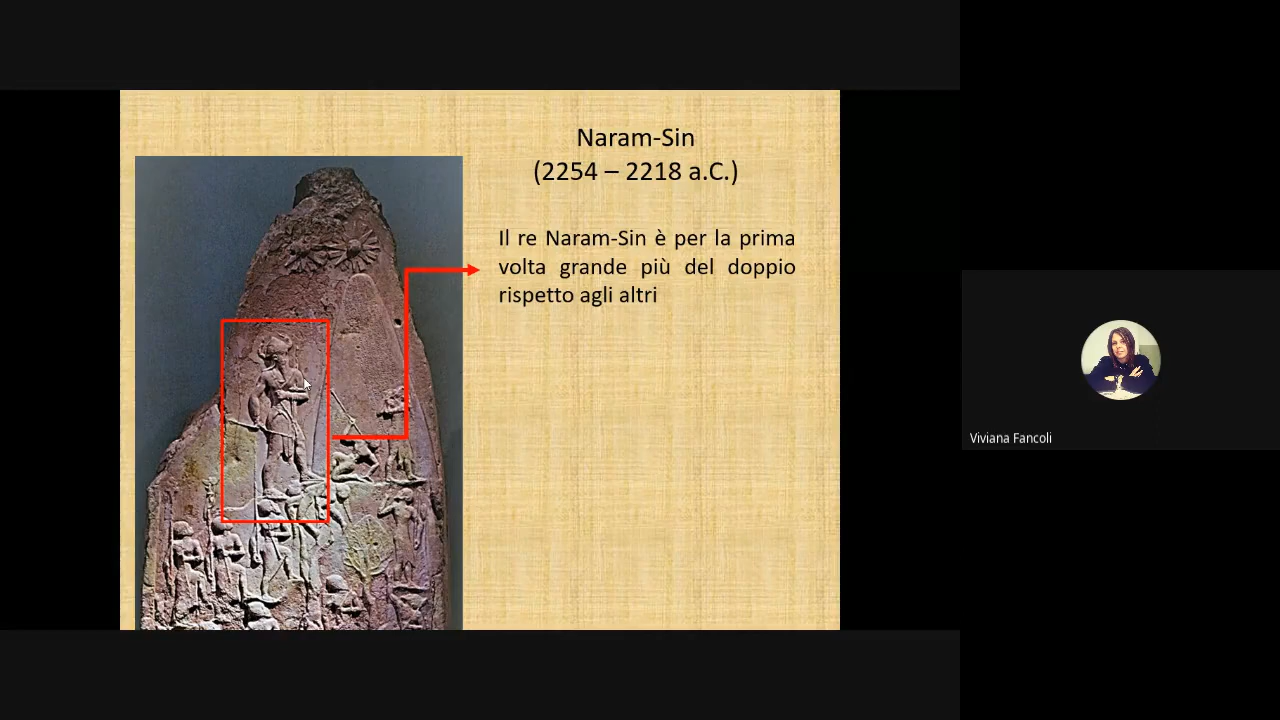 Naram-Sin
(2254 – 2218 a.C.)
Il re Naram-Sin è per la prima
volta grande più del doppio
rispetto agli altri
Viviana Fancoli